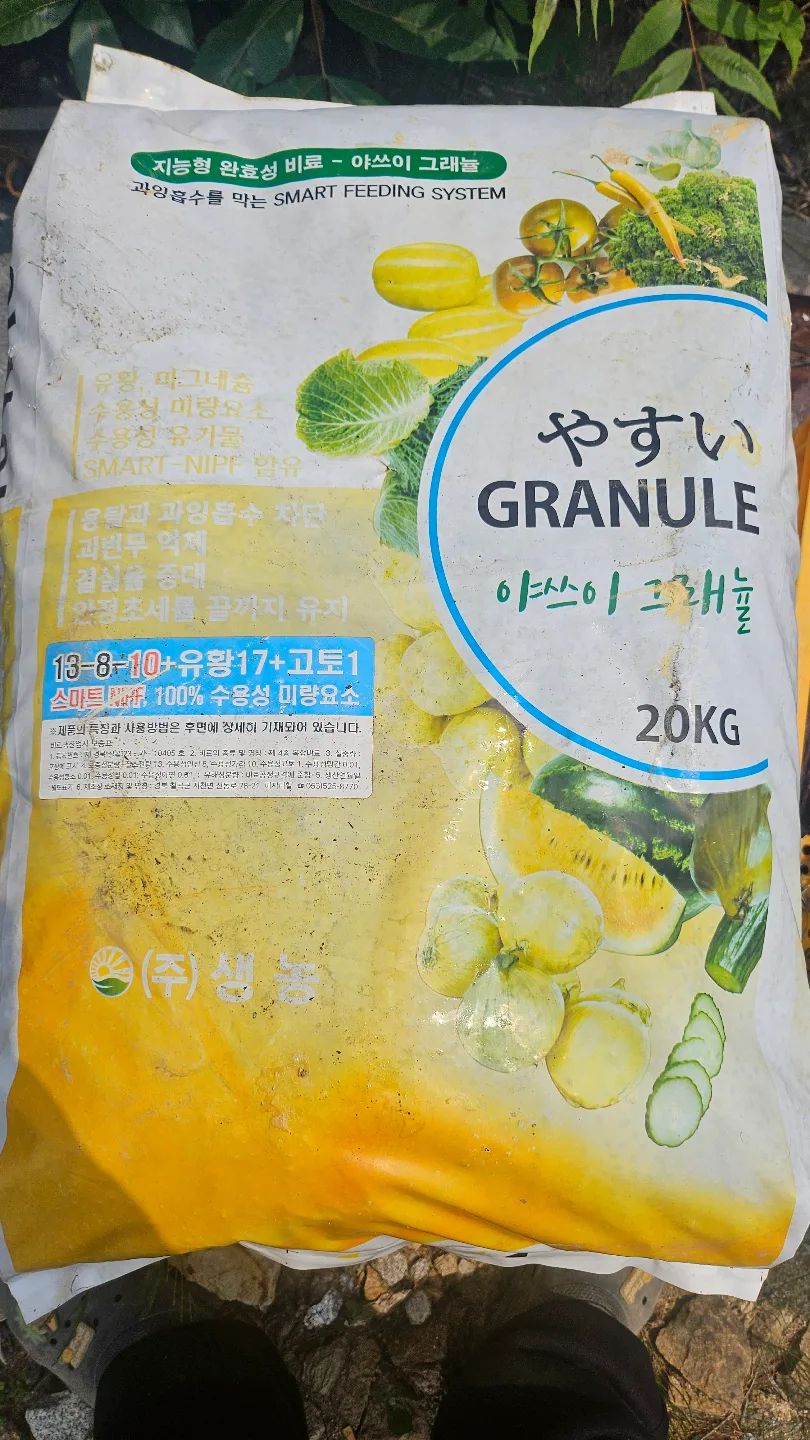 지능형 완효성 비료 - 야쓰이 그래뉼
과잉흡수를 막는 SMART FEEDING SYSTEM
유황, 마그네슘
수용성 미량요소
수용성 유기물
SMART-NIPF 함유
용탈과 과잉흡수 차단
과번무 억제
결실율 증대
안정초세를 끝까지 유지
やすい
GRANULE
야쓰이 그래뉼
20KG
13-8-10+유황17+고토1
스마트 100% 수용성 미량요소
※제품의 특징과 사용방법은 후면에 상세히 기재되어 있습니다.
(주) 생 농